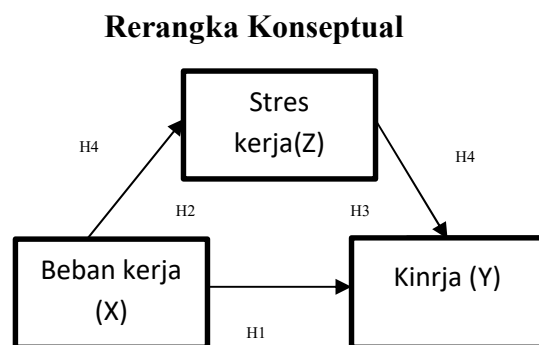 Rerangka Konseptual
Stres
kerja(Z)
H4
H4
H2
H3
Beban kerja
(X)
Kinrja (Y)
H1